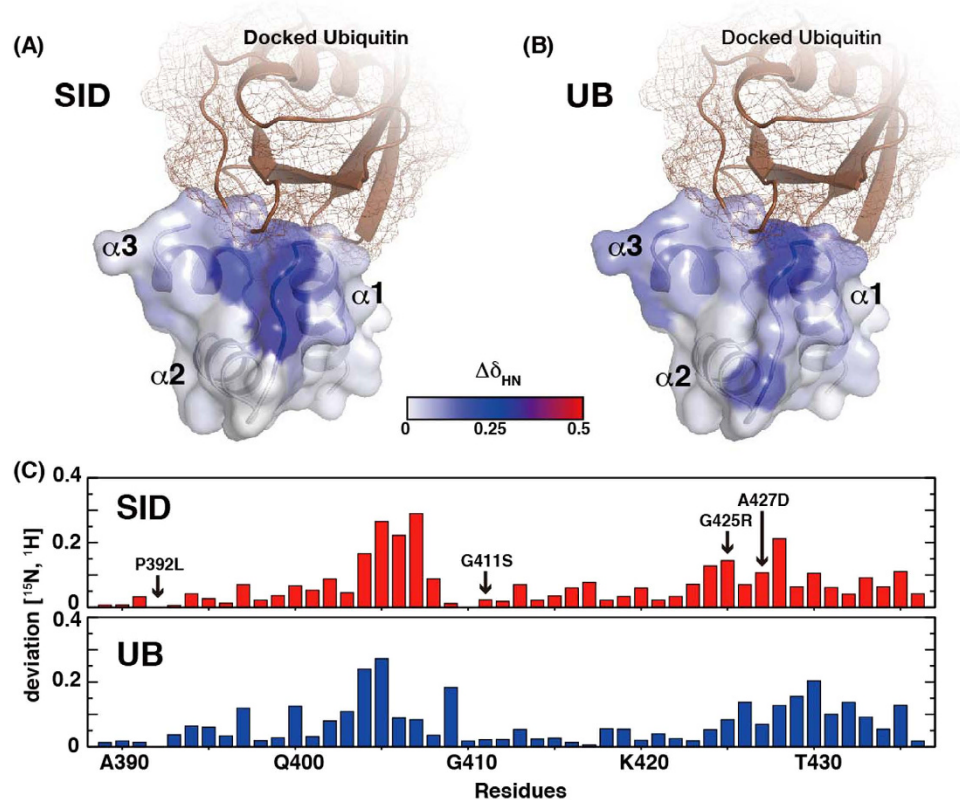 (A)
Docked Ubiquitin
SID
α3
α1
α2
(B)
Docked Ubiquitin
UB
α3
α1
α2
ΔδHN
0 0.25 0.5
(C)
deviation [¹⁵N, ¹H]
0.4
0.2
0
SID
P392L
G411S
G425R
A427D
0.4
0.2
0
UB
A390 Q400 G410 K420 T430
Residues